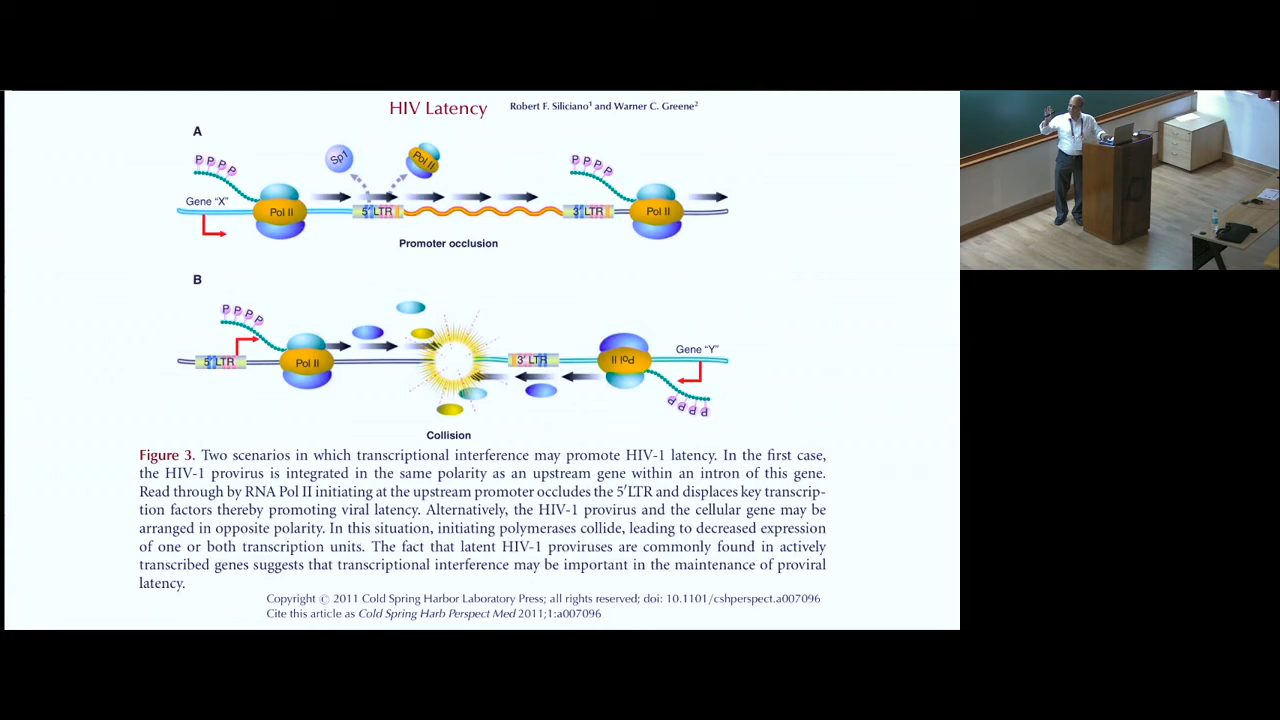 HIV Latency
Robert F. Siliciano¹ and Warner C. Greene²
A
P P P P
Sp1
Pol II
P P P P
Gene "X"
Pol II
5′ LTR
3′ LTR
Pol II
Promoter occlusion
B
P P P P
5′ LTR
Pol II
3′ LTR
Pol II
Gene "Y"
P P P P
Collision
Figure 3. Two scenarios in which transcriptional interference may promote HIV-1 latency. In the first case,
the HIV-1 provirus is integrated in the same polarity as an upstream gene within an intron of this gene.
Read through by RNA Pol II initiating at the upstream promoter occludes the 5′LTR and displaces key transcrip-
tion factors thereby promoting viral latency. Alternatively, the HIV-1 provirus and the cellular gene may be
arranged in opposite polarity. In this situation, initiating polymerases collide, leading to decreased expression
of one or both transcription units. The fact that latent HIV-1 proviruses are commonly found in actively
transcribed genes suggests that transcriptional interference may be important in the maintenance of proviral
latency.
Copyright © 2011 Cold Spring Harbor Laboratory Press; all rights reserved; doi: 10.1101/cshperspect.a007096
Cite this article as Cold Spring Harb Perspect Med 2011;1:a007096